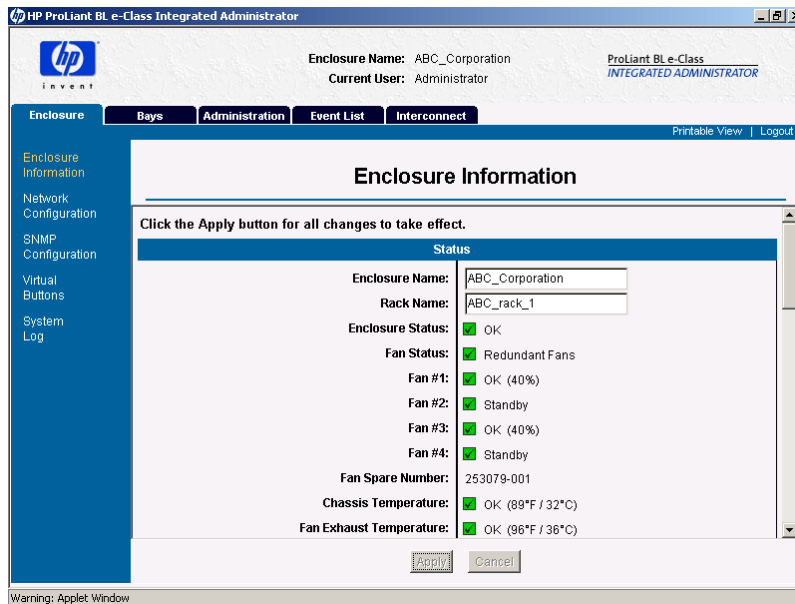 HP ProLiant BL e-Class Integrated Administrator
hp
invent
Enclosure Name: ABC_Corporation
Current User: Administrator
ProLiant BL e-Class
INTEGRATED ADMINISTRATOR
Enclosure Bays Administration Event List Interconnect
Printable View | Logout
Enclosure
Information
Network
Configuration
SNMP
Configuration
Virtual
Buttons
System
Log
Enclosure Information
Click the Apply button for all changes to take effect.
Status
Enclosure Name: ABC_Corporation
Rack Name: ABC_rack_1
Enclosure Status: OK
Fan Status: Redundant Fans
Fan #1: OK (40%)
Fan #2: Standby
Fan #3: OK (40%)
Fan #4: Standby
Fan Spare Number: 253079-001
Chassis Temperature: OK (89°F / 32°C)
Fan Exhaust Temperature: OK (96°F / 36°C)
Apply Cancel
Warning: Applet Window